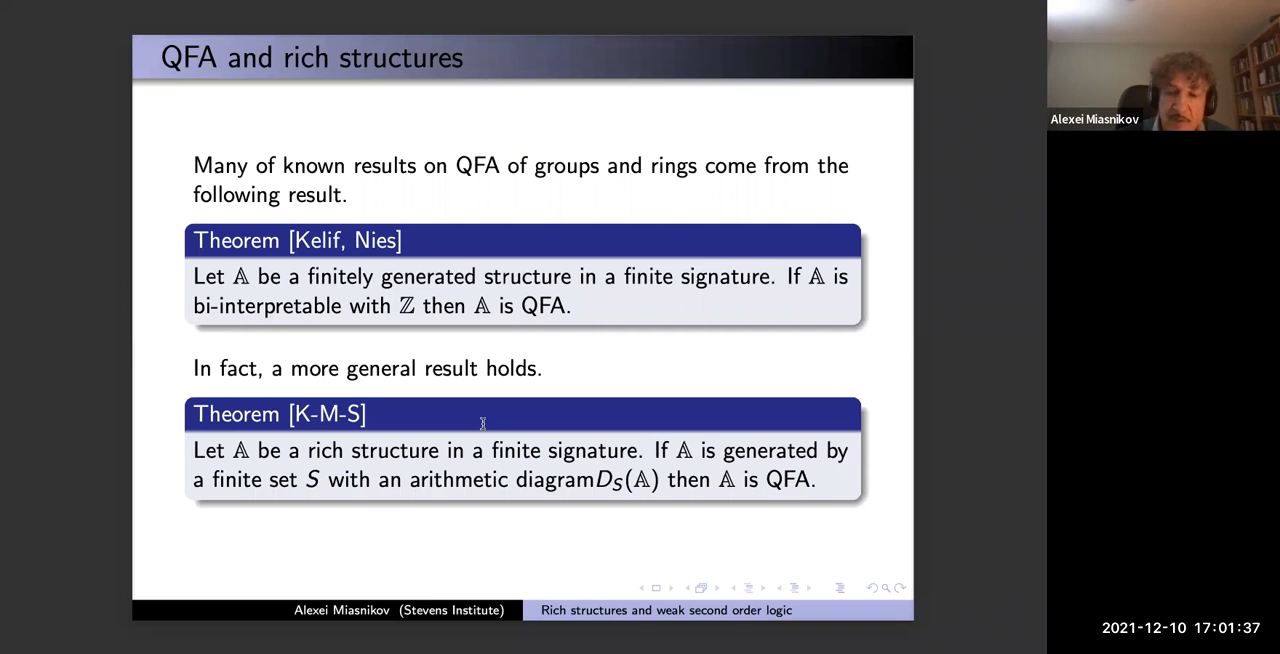 QFA and rich structures
Many of known results on QFA of groups and rings come from the
following result.
Theorem [Kelif, Nies]
Let 𝔸 be a finitely generated structure in a finite signature. If 𝔸 is
bi-interpretable with ℤ then 𝔸 is QFA.
In fact, a more general result holds.
Theorem [K-M-S]
Let 𝔸 be a rich structure in a finite signature. If 𝔸 is generated by
a finite set S with an arithmetic diagramD_S(𝔸) then 𝔸 is QFA.
Alexei Miasnikov (Stevens Institute)
Rich structures and weak second order logic
Alexei Miasnikov
2021-12-10 17:01:37